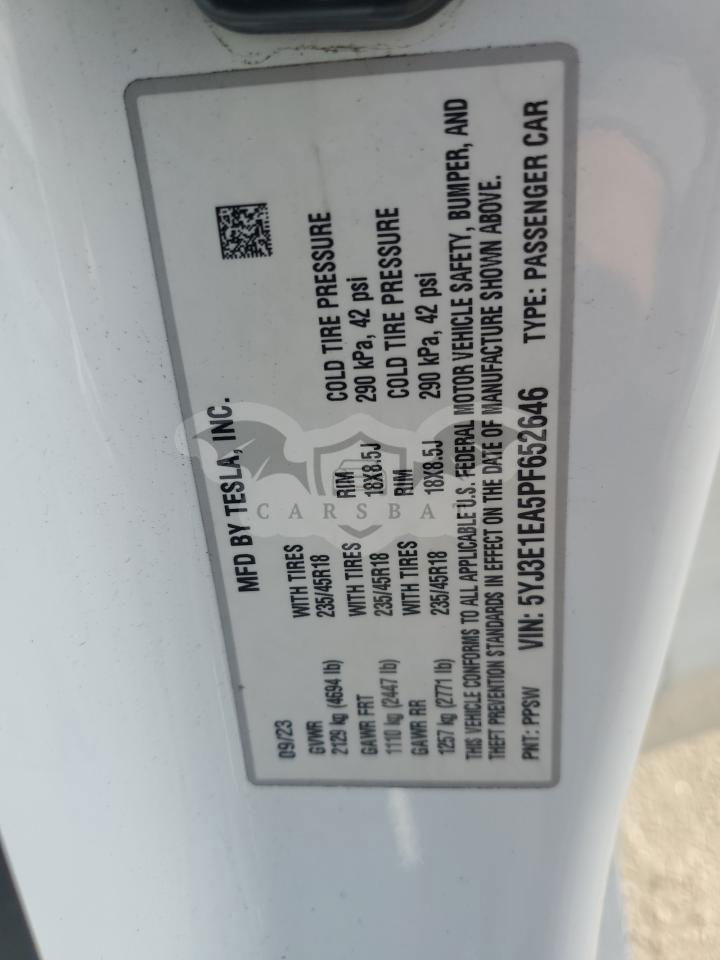 MFD BY TESLA, INC.
09/23
GVWR WITH TIRES RIM COLD TIRE PRESSURE
2129 kg (4694 lb) 235/45R18 18X8.5J 290 kPa, 42 psi
GAWR FRT WITH TIRES RIM COLD TIRE PRESSURE
1110 kg (2447 lb) 235/45R18 18X8.5J 290 kPa, 42 psi
GAWR RR WITH TIRES
1257 kg (2771 lb) 235/45R18
THIS VEHICLE CONFORMS TO ALL APPLICABLE U.S. FEDERAL MOTOR VEHICLE SAFETY, BUMPER, AND
THEFT PREVENTION STANDARDS IN EFFECT ON THE DATE OF MANUFACTURE SHOWN ABOVE.
PNT: PPSW VIN: 5YJ3E1EA5PF652646 TYPE: PASSENGER CAR
CARSBAT